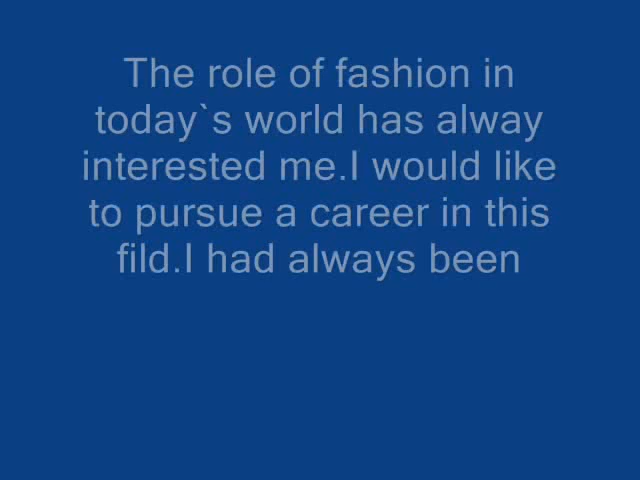 The role of fashion in
today`s world has alway
interested me.I would like
to pursue a career in this
fild.I had always been